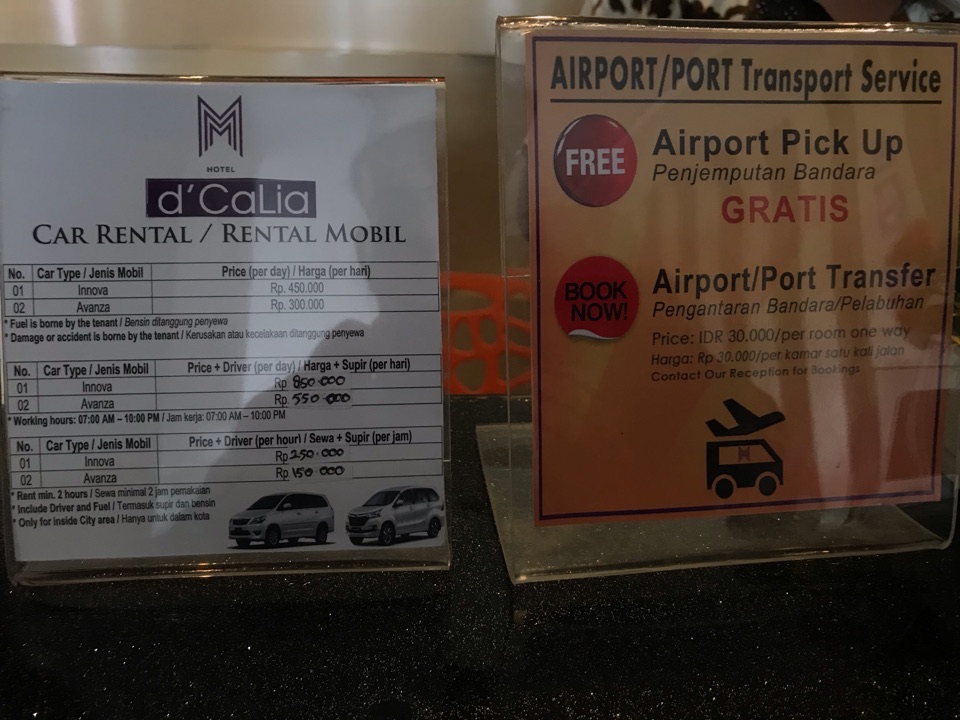 M
HOTEL
d'CaLia
CAR RENTAL / RENTAL MOBIL
No. Car Type / Jenis Mobil Price (per day) / Harga (per hari)
01 Innova Rp. 450.000
02 Avanza Rp. 300.000
* Fuel is borne by the tenant / Bensin ditanggung penyewa
* Damage or accident is borne by the tenant / Kerusakan atau kecelakaan ditanggung penyewa
No. Car Type / Jenis Mobil Price + Driver (per day) / Harga + Supir (per hari)
01 Innova Rp 850.000
02 Avanza Rp. 550.000
* Working hours: 07:00 AM – 10:00 PM / Jam kerja: 07:00 AM – 10:00 PM
No. Car Type / Jenis Mobil Price + Driver (per hour) / Sewa + Supir (per jam)
01 Innova Rp 250.000
02 Avanza Rp 150.000
* Rent min. 2 hours / Sewa minimal 2 jam pemakaian
* Include Driver and Fuel / Termasuk supir dan bensin
* Only for Inside City area / Hanya untuk dalam kota
AIRPORT/PORT Transport Service
FREE
Airport Pick Up
Penjemputan Bandara
GRATIS
BOOK
NOW!
Airport/Port Transfer
Pengantaran Bandara/Pelabuhan
Price: IDR 30.000/per room one way
Harga: Rp 30.000/per kamar satu kali jalan
Contact Our Reception for Bookings
M